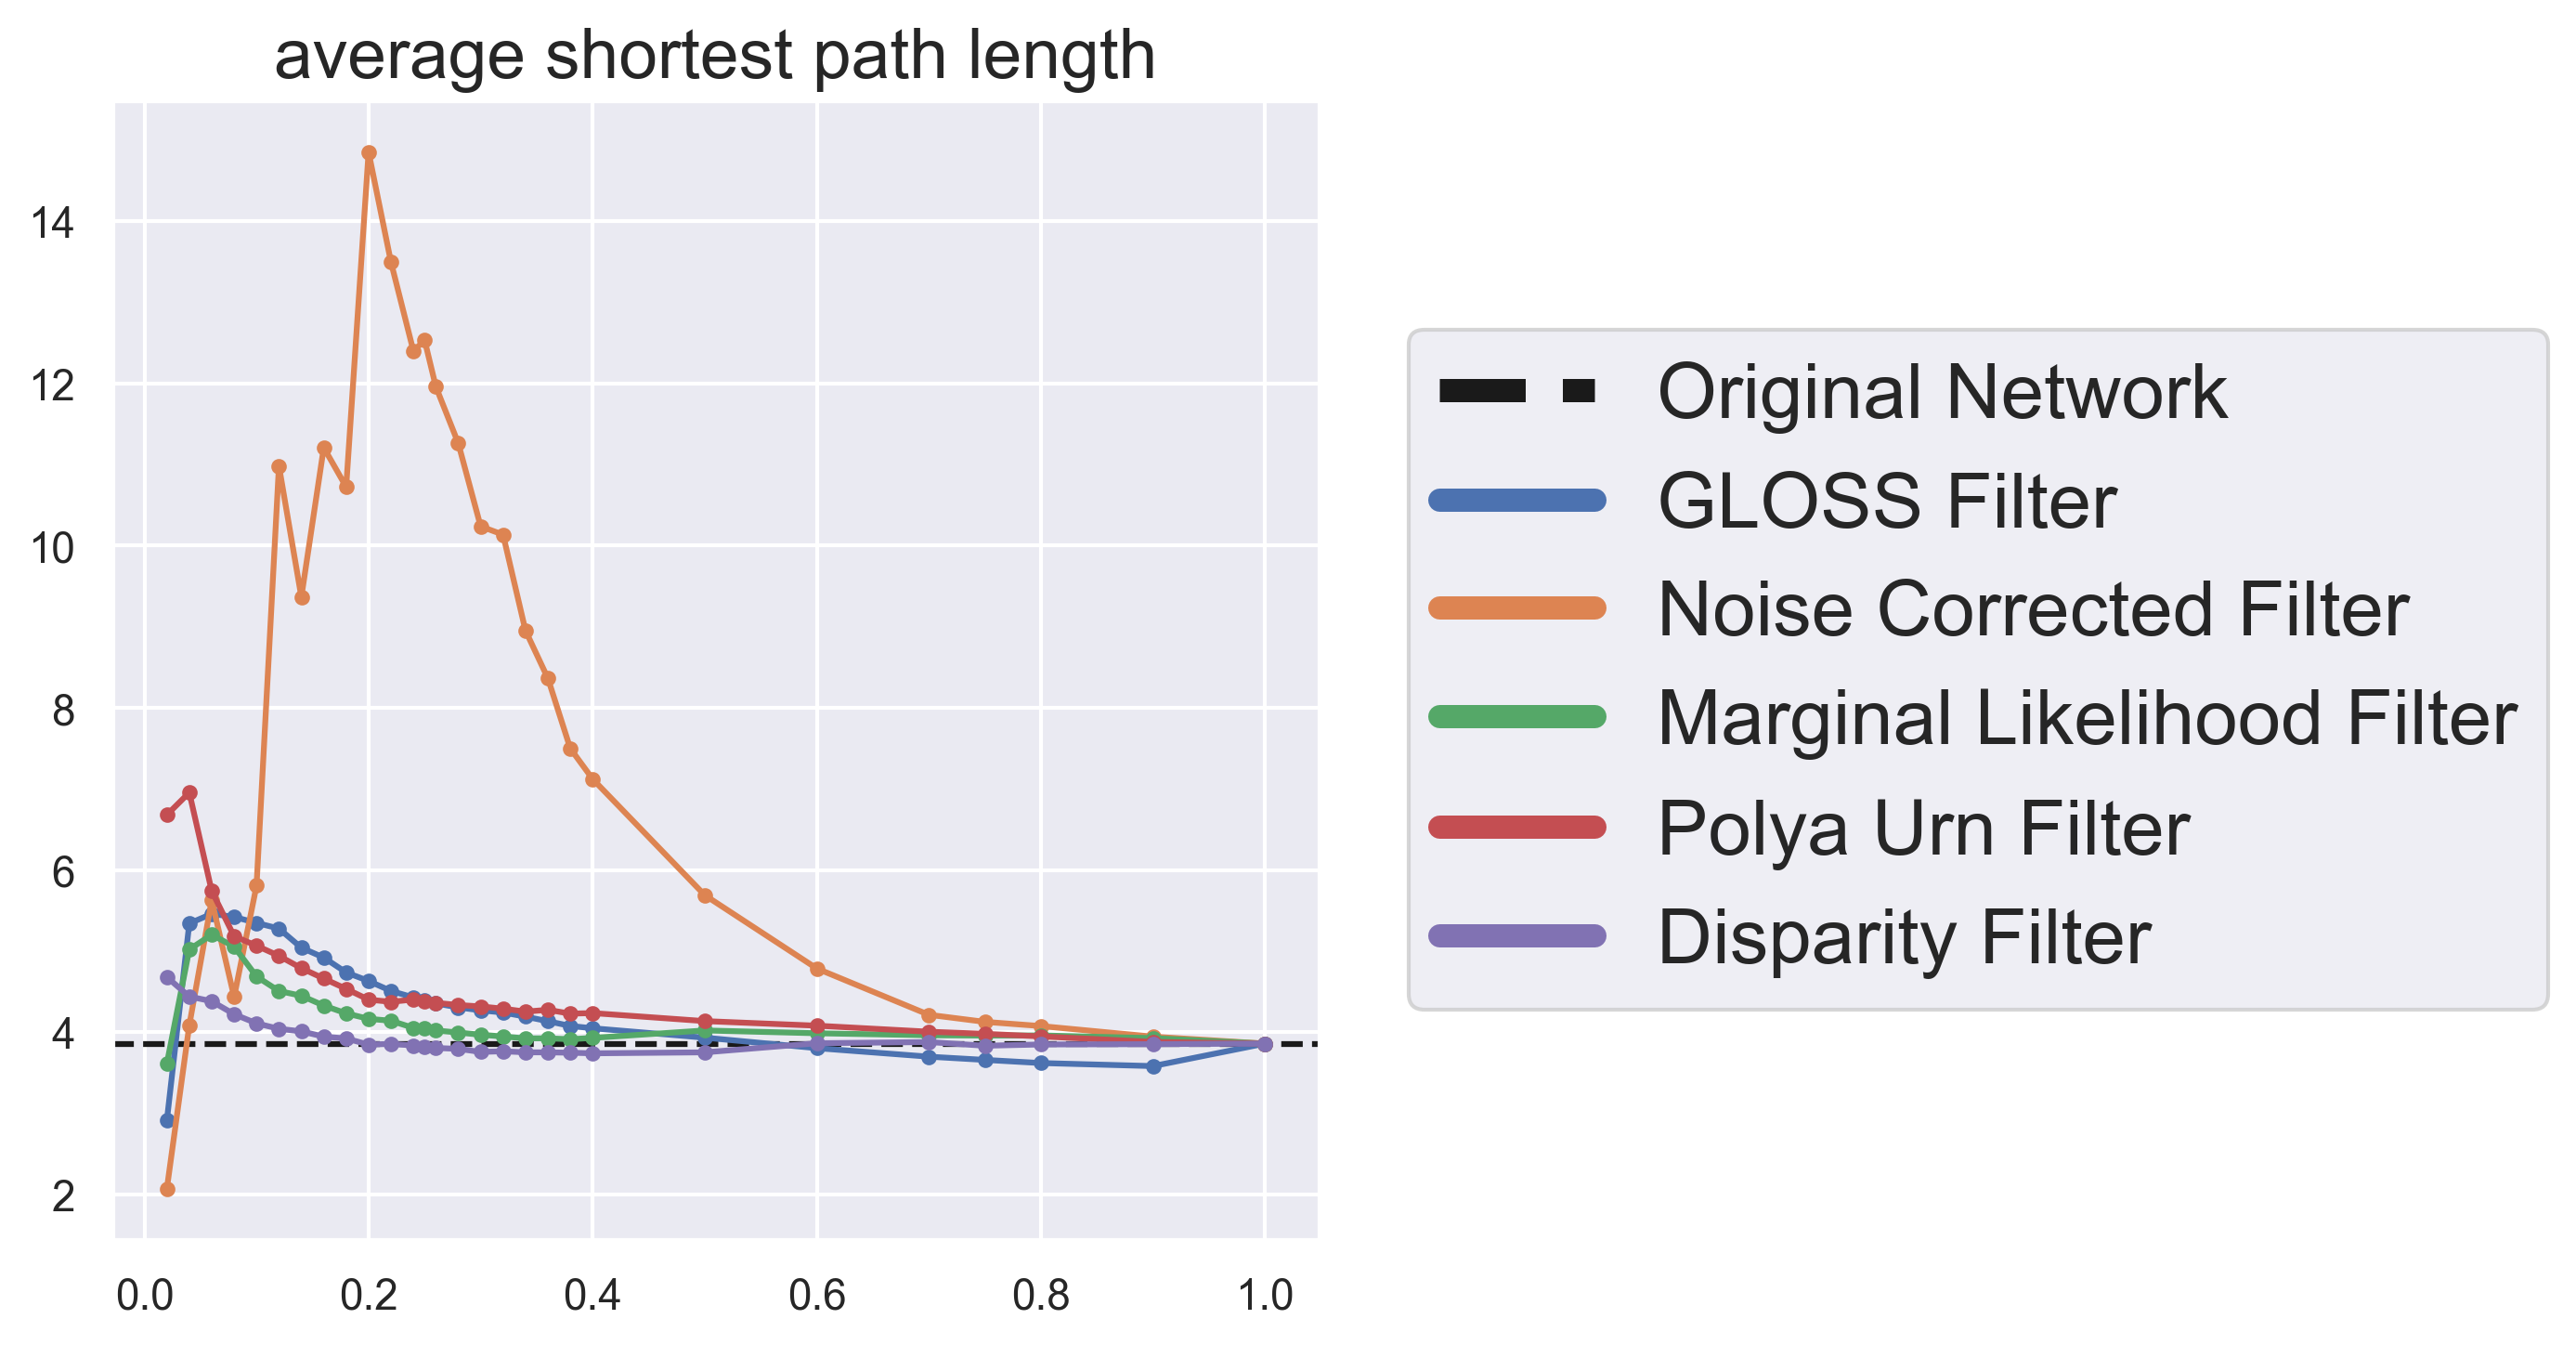 average shortest path length
14
12
10
8
6
4
2
0.0 0.2 0.4 0.6 0.8 1.0
Original Network
GLOSS Filter
Noise Corrected Filter
Marginal Likelihood Filter
Polya Urn Filter
Disparity Filter